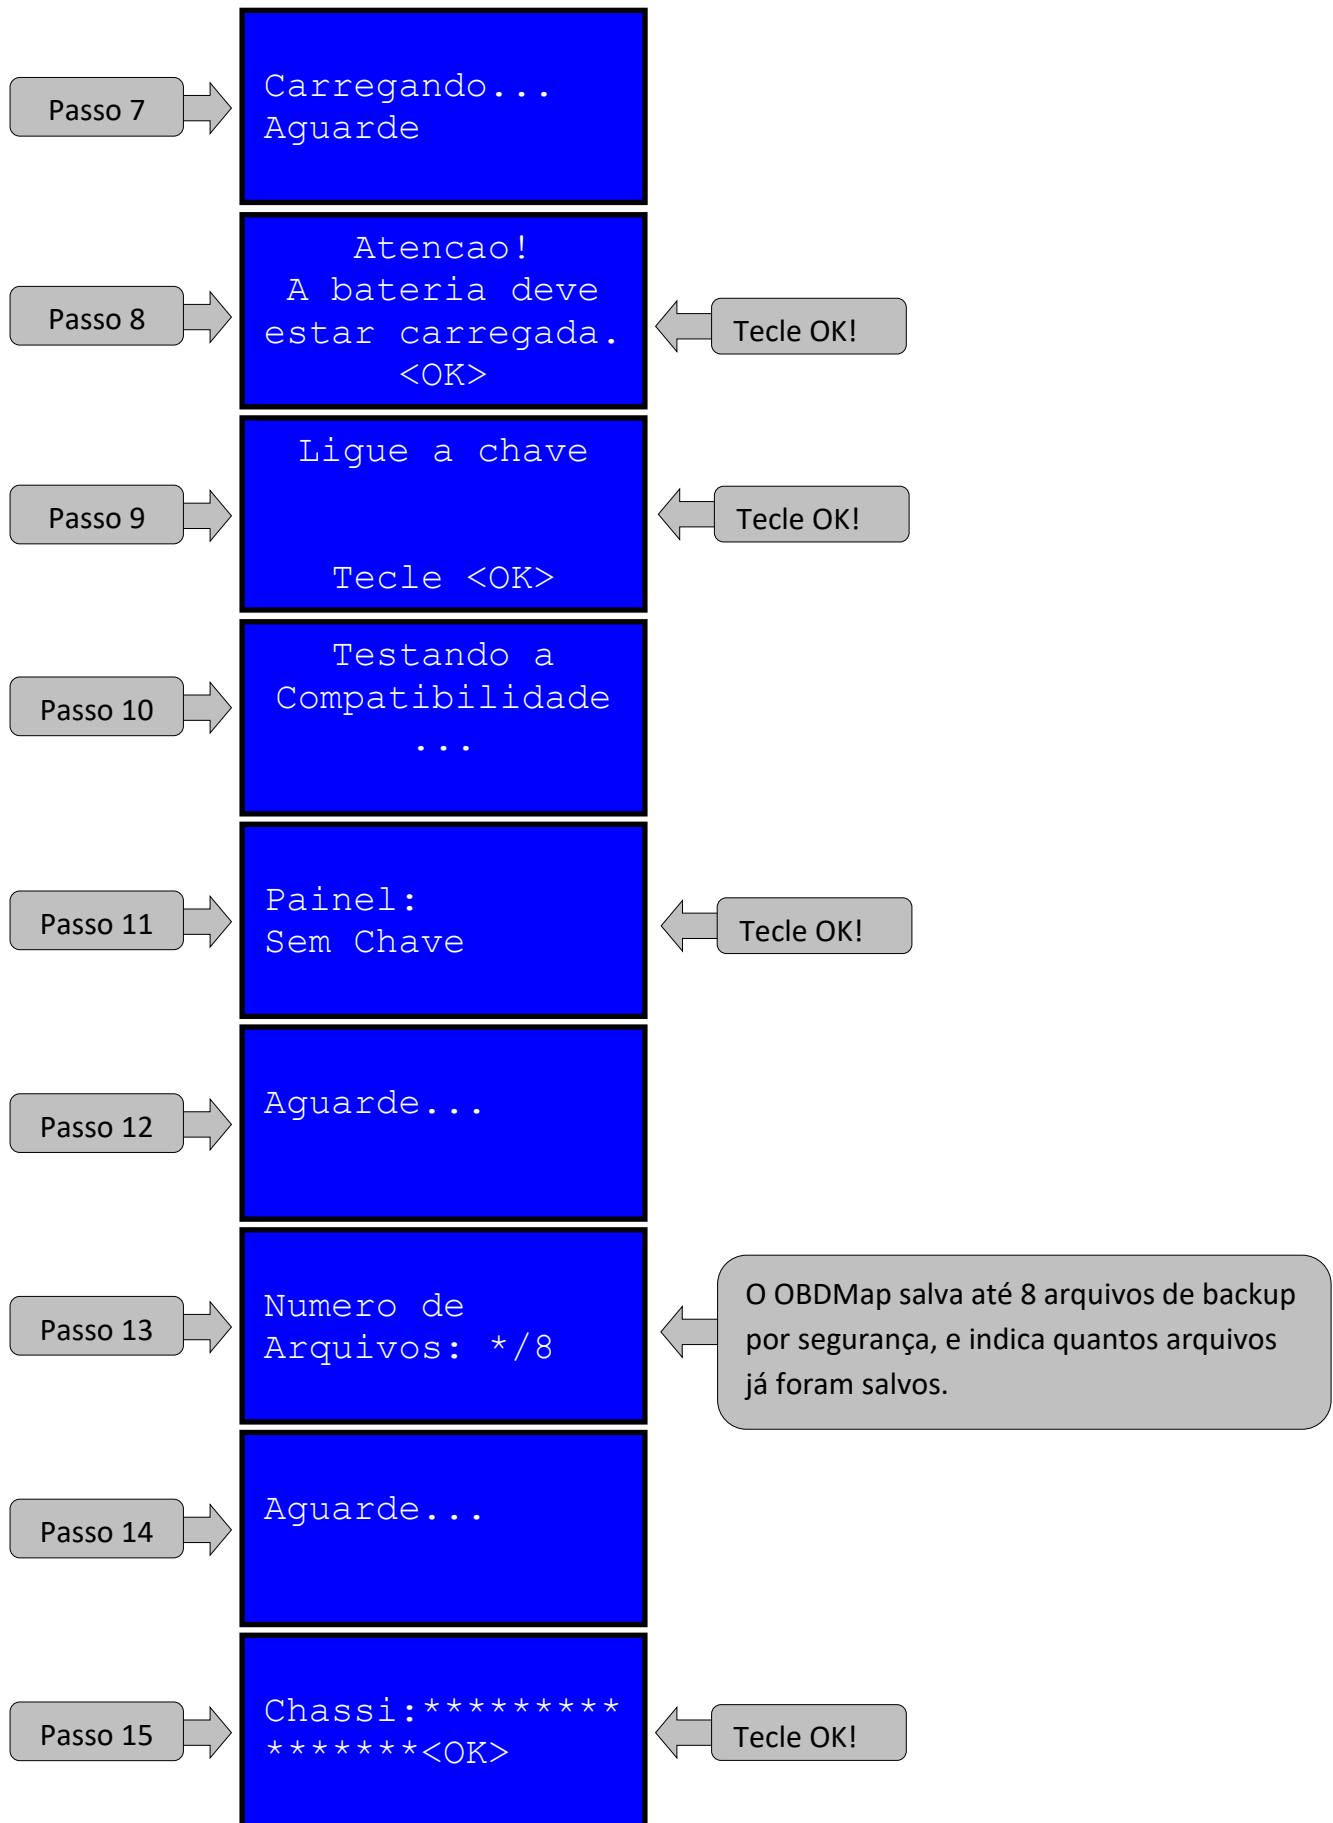 Passo 7
Carregando...
Aguarde
Passo 8
Atencao!
A bateria deve
estar carregada.
<OK>
Tecle OK!
Passo 9
Ligue a chave
Tecle <OK>
Tecle OK!
Passo 10
Testando a
Compatibilidade
...
Passo 11
Painel:
Sem Chave
Tecle OK!
Passo 12
Aguarde...
Passo 13
Numero de
Arquivos: */8
O OBDMap salva até 8 arquivos de backup
por segurança, e indica quantos arquivos
já foram salvos.
Passo 14
Aguarde...
Passo 15
Chassi:*********
*******<OK>
Tecle OK!